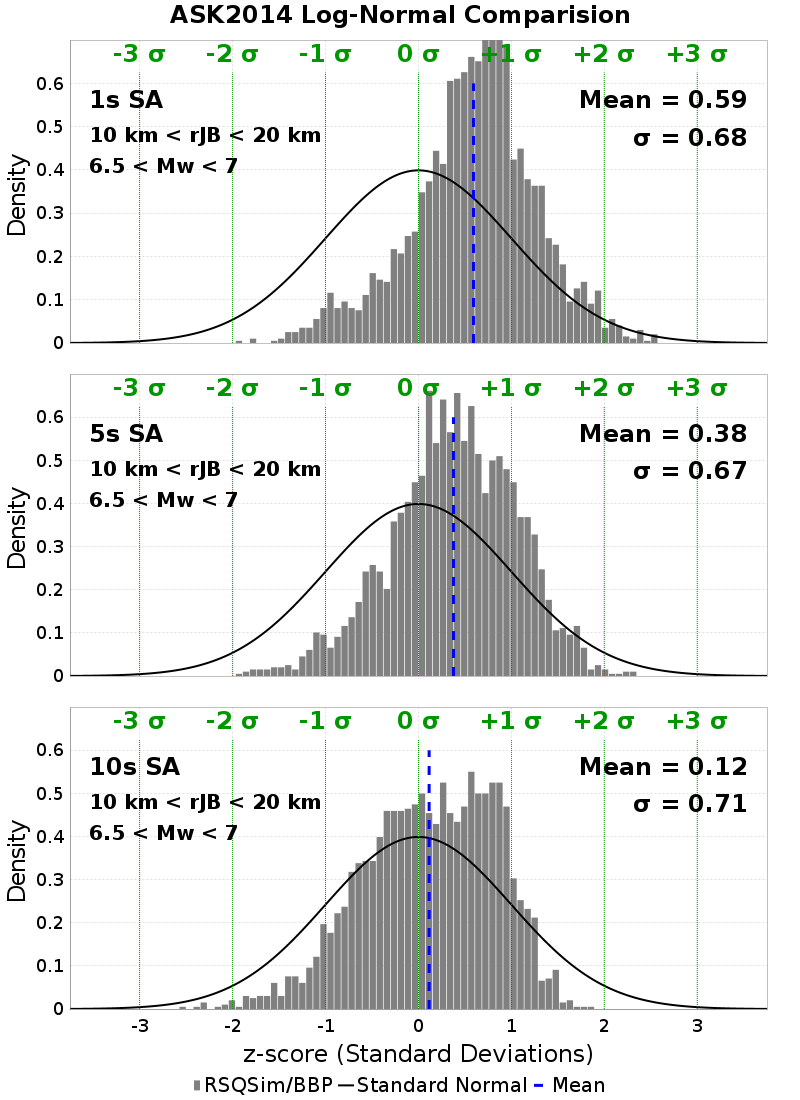 ASK2014 Log-Normal Comparision
-3 σ -2 σ -1 σ 0 σ +1 σ +2 σ +3 σ
1s SA
10 km < rJB < 20 km
6.5 < Mw < 7
Mean = 0.59
σ = 0.68
Density
0.6
0.5
0.4
0.3
0.2
0.1
0
-3 σ -2 σ -1 σ 0 σ +1 σ +2 σ +3 σ
5s SA
10 km < rJB < 20 km
6.5 < Mw < 7
Mean = 0.38
σ = 0.67
Density
0.6
0.5
0.4
0.3
0.2
0.1
0
-3 σ -2 σ -1 σ 0 σ +1 σ +2 σ +3 σ
10s SA
10 km < rJB < 20 km
6.5 < Mw < 7
Mean = 0.12
σ = 0.71
Density
0.6
0.5
0.4
0.3
0.2
0.1
0
-3 -2 -1 0 1 2 3
z-score (Standard Deviations)
RSQSim/BBP Standard Normal Mean